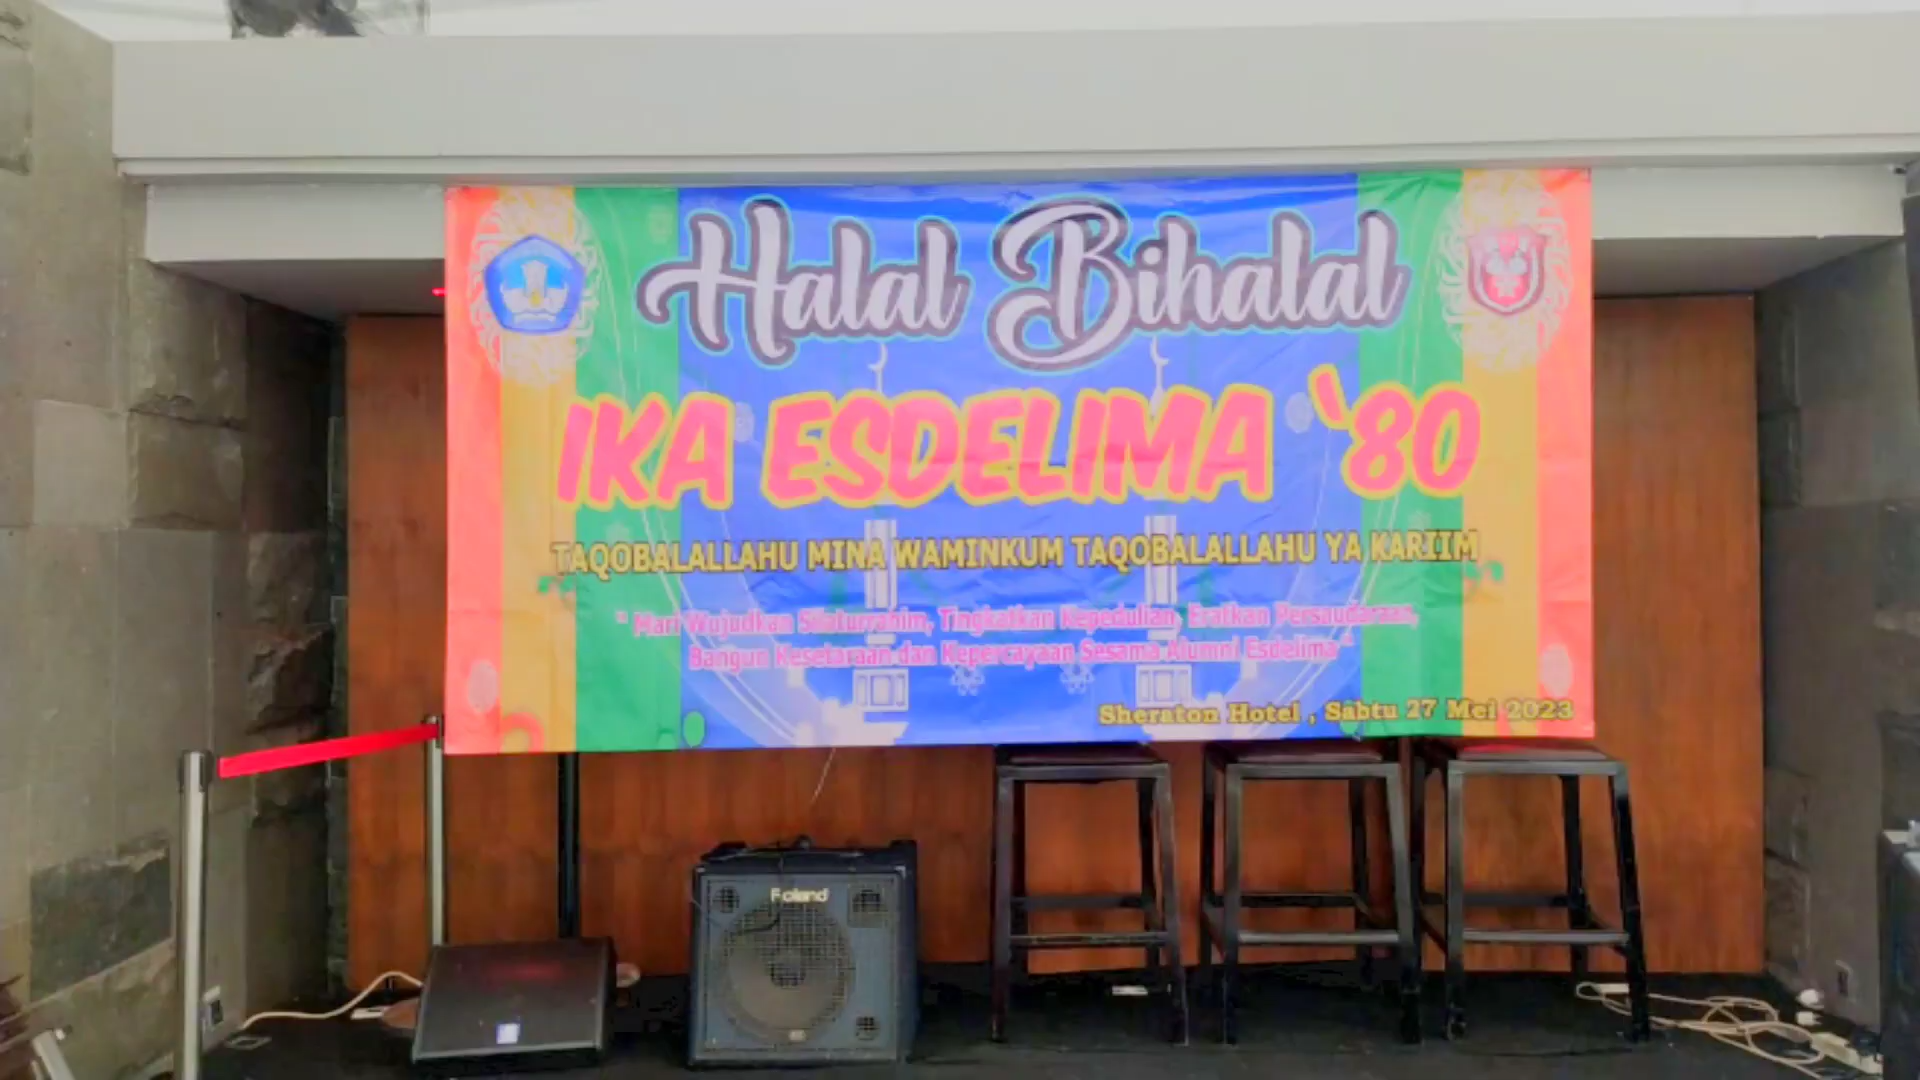 Halal Bihalal
IKA ESDELIMA '80
TAQOBALALLAHU MINA WAMINKUM TAQOBALALLAHU YA KARIIM
" Mari Wujudkan Silaturrahim, Tingkatkan Kepedulian, Eratkan Persaudaraan,
Bangun Kesetaraan dan Kepercayaan Sesama Alumni Esdelima "
Sheraton Hotel , Sabtu 27 Mei 2023
Roland